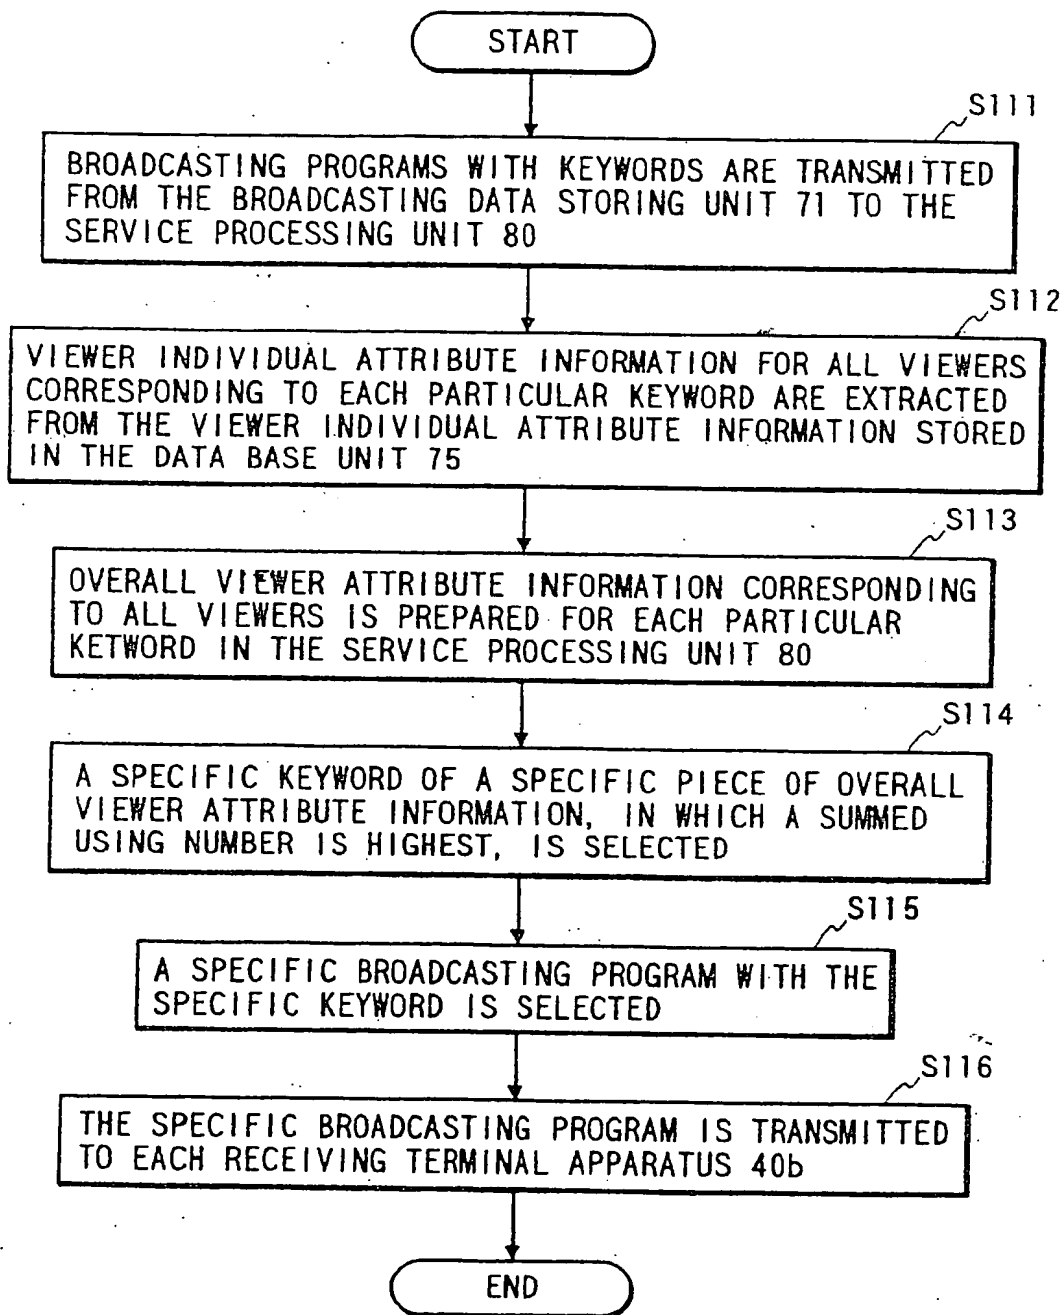 START
S111
BROADCASTING PROGRAMS WITH KEYWORDS ARE TRANSMITTED
FROM THE BROADCASTING DATA STORING UNIT 71 TO THE
SERVICE PROCESSING UNIT 80
S112
VIEWER INDIVIDUAL ATTRIBUTE INFORMATION FOR ALL VIEWERS
CORRESPONDING TO EACH PARTICULAR KEYWORD ARE EXTRACTED
FROM THE VIEWER INDIVIDUAL ATTRIBUTE INFORMATION STORED
IN THE DATA BASE UNIT 75
S113
OVERALL VIEWER ATTRIBUTE INFORMATION CORRESPONDING
TO ALL VIEWERS IS PREPARED FOR EACH PARTICULAR
KETWORD IN THE SERVICE PROCESSING UNIT 80
S114
A SPECIFIC KEYWORD OF A SPECIFIC PIECE OF OVERALL
VIEWER ATTRIBUTE INFORMATION, IN WHICH A SUMMED
USING NUMBER IS HIGHEST, IS SELECTED
S115
A SPECIFIC BROADCASTING PROGRAM WITH THE
SPECIFIC KEYWORD IS SELECTED
S116
THE SPECIFIC BROADCASTING PROGRAM IS TRANSMITTED
TO EACH RECEIVING TERMINAL APPARATUS 40b
END